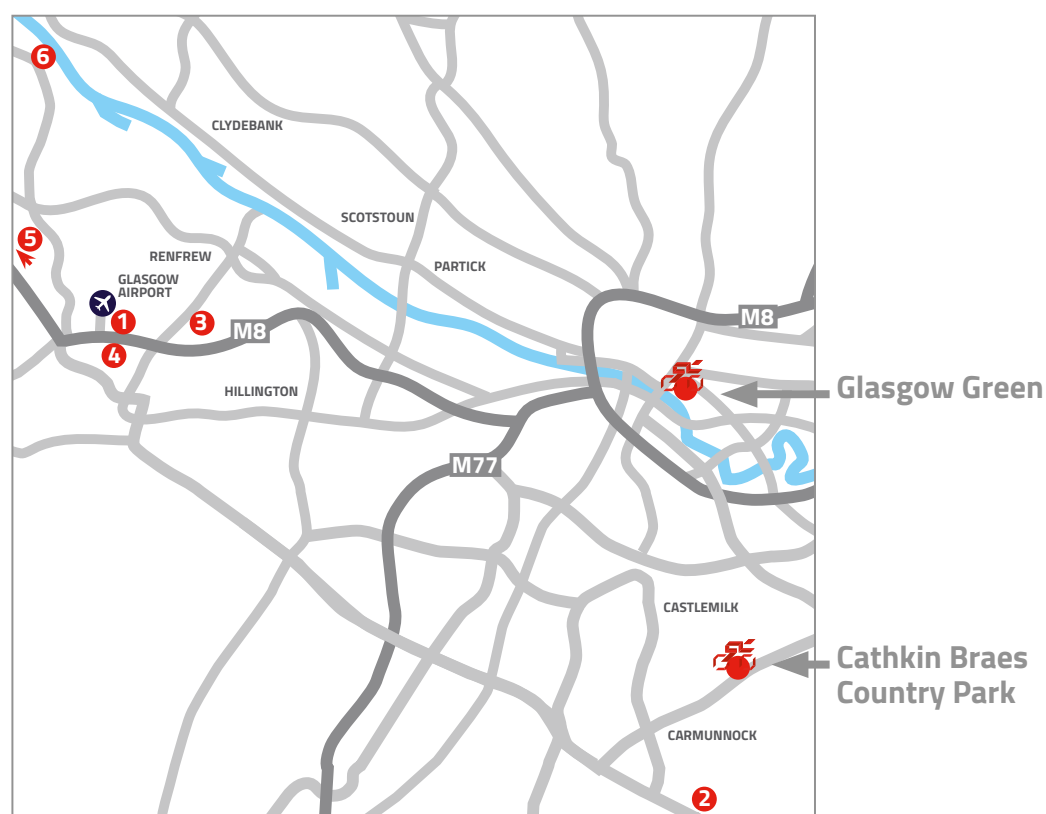 6
CLYDEBANK
SCOTSTOUN
5
RENFREW
PARTICK
GLASGOW
AIRPORT
1
3
M8
M8
4
HILLINGTON
Glasgow Green
M77
CASTLEMILK
Cathkin Braes
Country Park
CARMUNNOCK
2